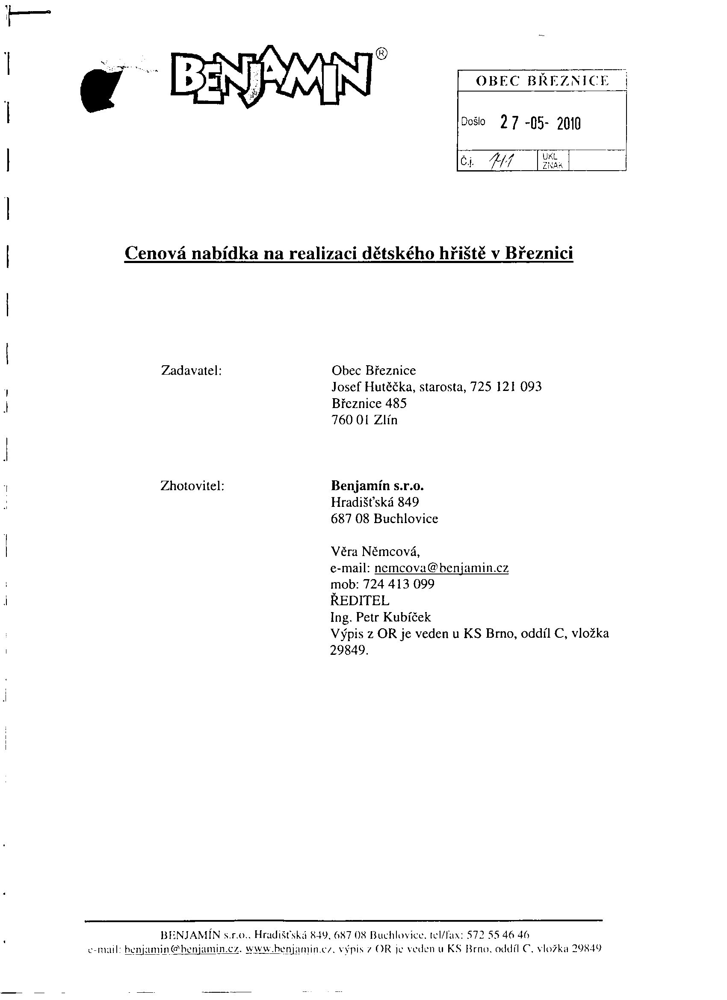 BENJAMIN®
OBEC BŘEZNICE
Došlo 27 -05- 2010
Č.j.
UKL
ZNAK
Cenová nabídka na realizaci dětského hřiště v Březnici
Zadavatel:
Obec Březnice
Josef Hutěčka, starosta, 725 121 093
Březnice 485
760 01 Zlín
Zhotovitel:
Benjamín s.r.o.
Hradišťská 849
687 08 Buchlovice
Věra Němcová,
e-mail: nemcova@benjamin.cz
mob: 724 413 099
ŘEDITEL
Ing. Petr Kubíček
Výpis z OR je veden u KS Brno, oddíl C, vložka
29849.
BENJAMÍN s.r.o., Hradišťská 849, 687 08 Buchlovice, tel/fax: 572 55 46 46
e-mail: benjamin@benjamin.cz, www.benjamin.cz, výpis z OR je veden u KS Brno, oddíl C, vložka 29849